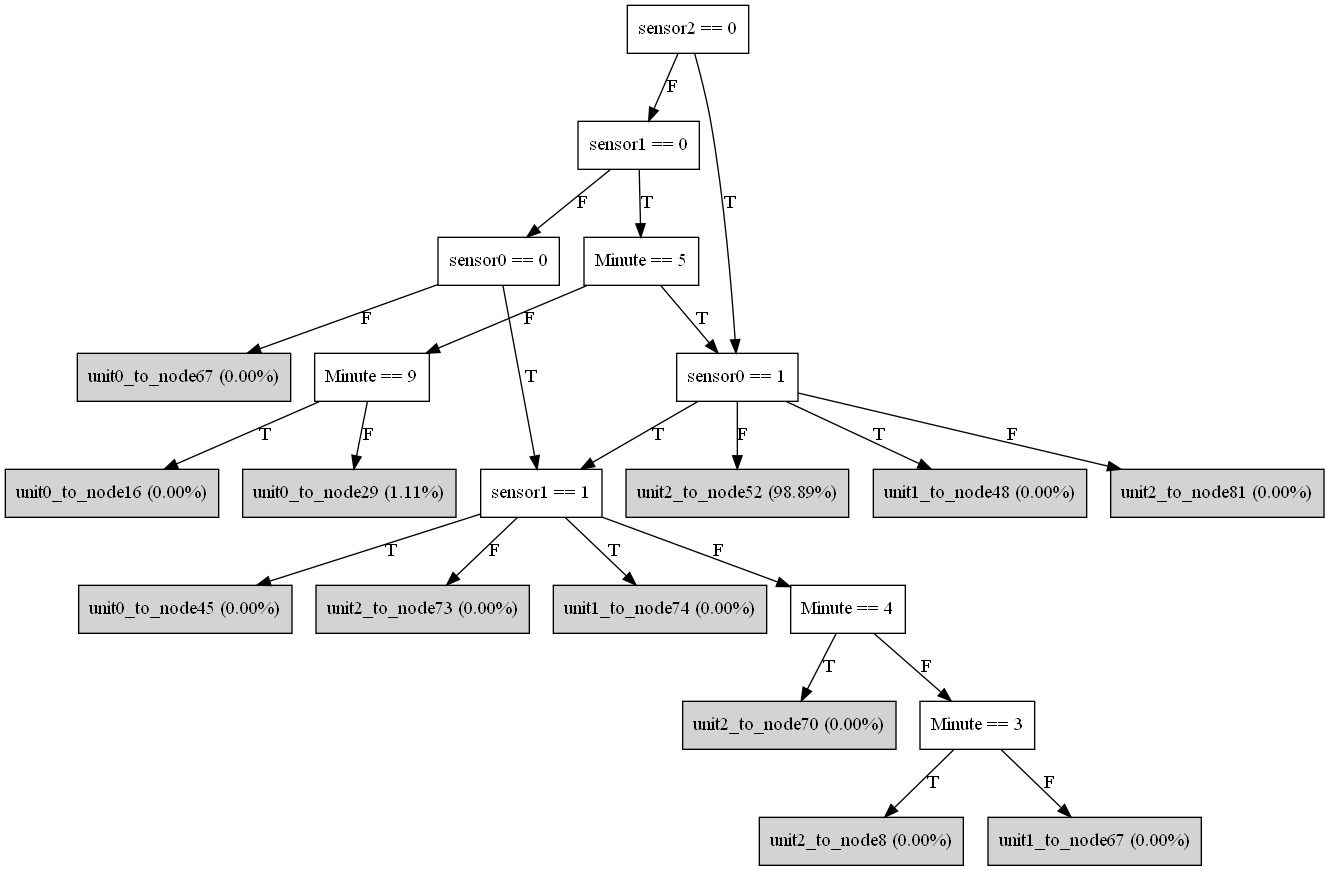 sensor2 == 0
F
sensor1 == 0
F
T
T
sensor0 == 0
Minute == 5
F
F
T
unit0_to_node67 (0.00%)
Minute == 9
T
sensor0 == 1
T
F
T
F
T
F
unit0_to_node16 (0.00%)
unit0_to_node29 (1.11%)
sensor1 == 1
unit2_to_node52 (98.89%)
unit1_to_node48 (0.00%)
unit2_to_node81 (0.00%)
T
F
T
F
unit0_to_node45 (0.00%)
unit2_to_node73 (0.00%)
unit1_to_node74 (0.00%)
Minute == 4
T
F
unit2_to_node70 (0.00%)
Minute == 3
T
F
unit2_to_node8 (0.00%)
unit1_to_node67 (0.00%)